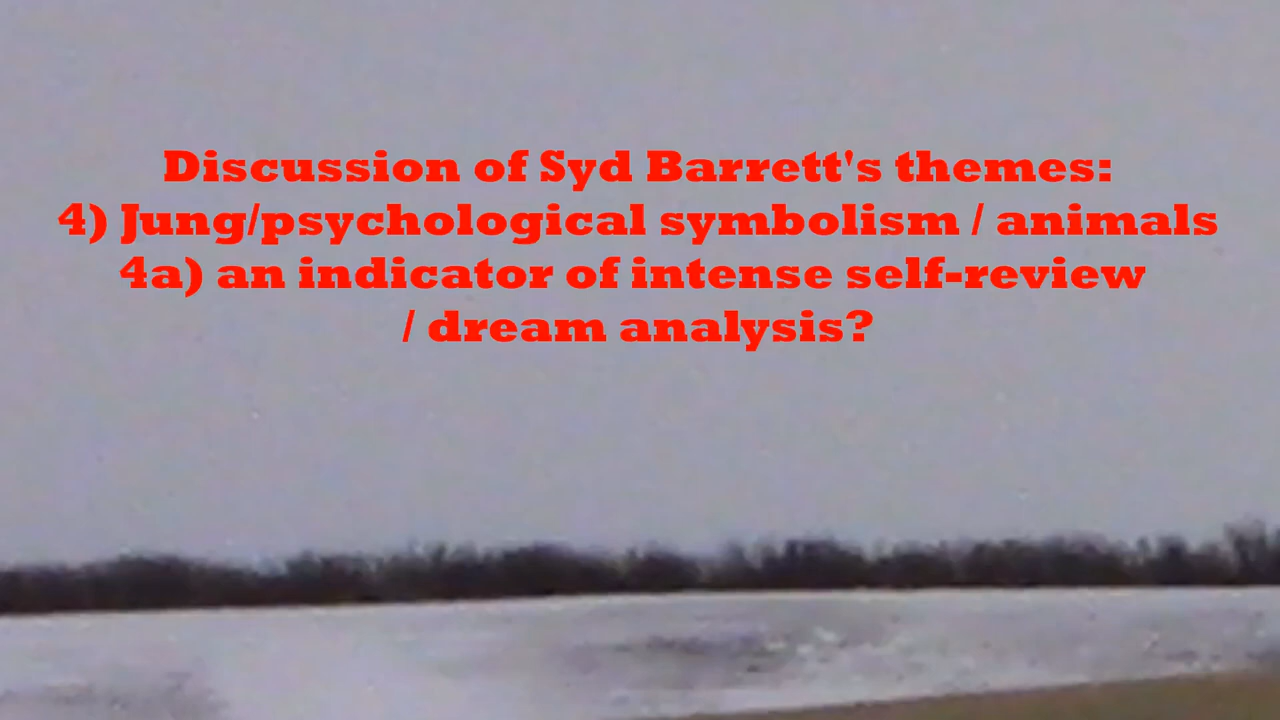 Discussion of Syd Barrett's themes:
4) Jung/psychological symbolism / animals
4a) an indicator of intense self-review
/ dream analysis?